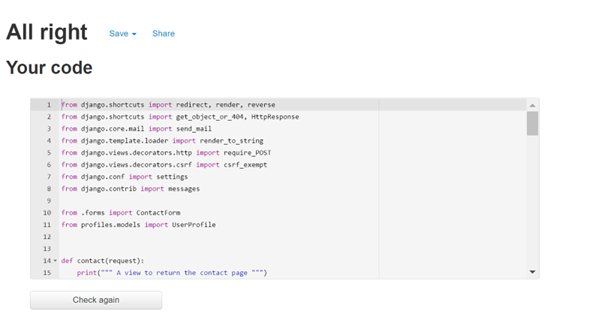 All right Save Share
Your code
1 from django.shortcuts import redirect, render, reverse
2 from django.shortcuts import get_object_or_404, HttpResponse
3 from django.core.mail import send_mail
4 from django.template.loader import render_to_string
5 from django.views.decorators.http import require_POST
6 from django.views.decorators.csrf import csrf_exempt
7 from django.conf import settings
8 from django.contrib import messages
9
10 from .forms import ContactForm
11 from profiles.models import UserProfile
12
13
14 def contact(request):
15 print(""" A view to return the contact page """)
Check again